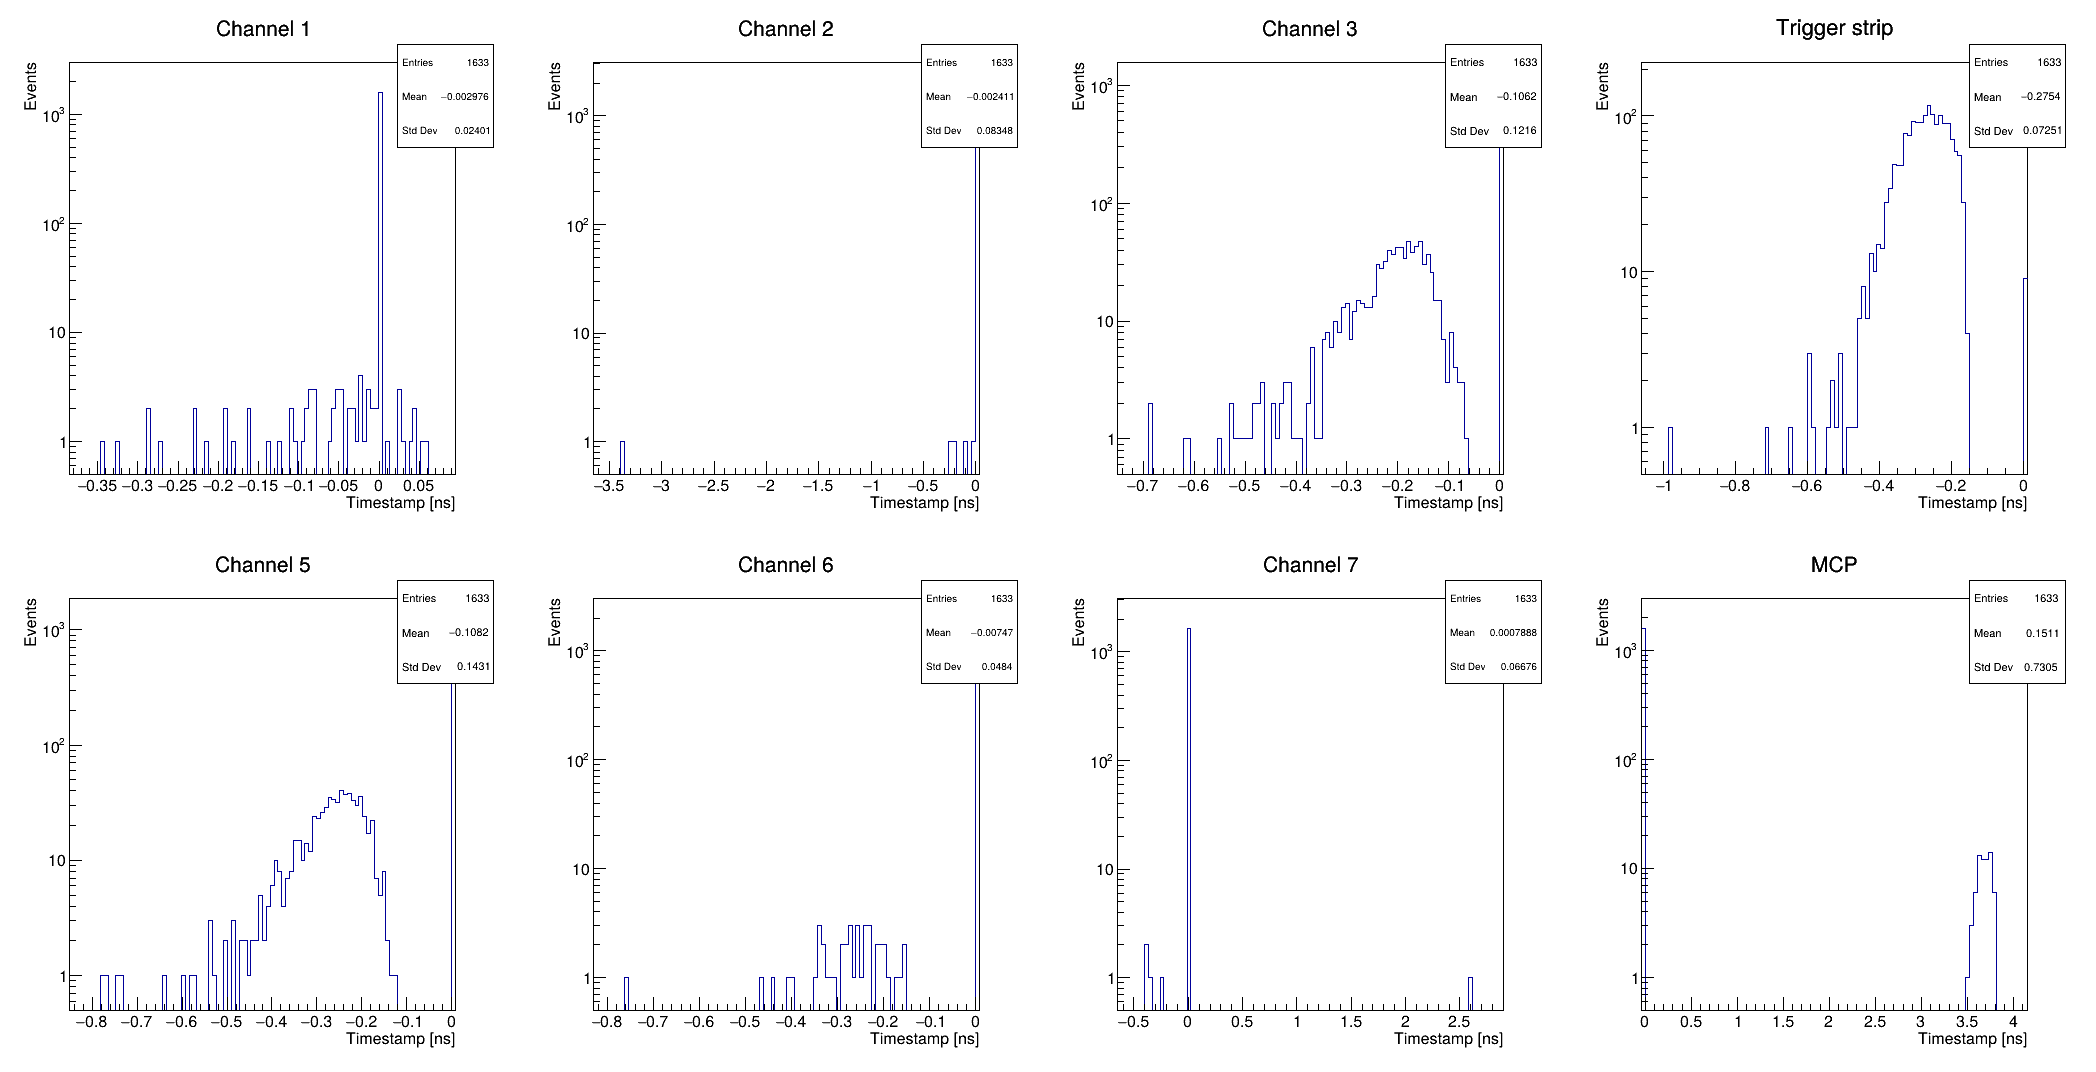 Channel 1
Events
Entries 1633
Mean −0.002976
Std Dev 0.02401
10³
10²
10
1
−0.35 −0.3 −0.25 −0.2 −0.15 −0.1 −0.05 0 0.05
Timestamp [ns]
Channel 2
Events
Entries 1633
Mean −0.002411
Std Dev 0.08348
10³
10²
10
1
−3.5 −3 −2.5 −2 −1.5 −1 −0.5 0
Timestamp [ns]
Channel 3
Events
Entries 1633
Mean −0.1062
Std Dev 0.1216
10³
10²
10
1
−0.7 −0.6 −0.5 −0.4 −0.3 −0.2 −0.1 0
Timestamp [ns]
Trigger strip
Events
Entries 1633
Mean −0.2754
Std Dev 0.07251
10²
10
1
−1 −0.8 −0.6 −0.4 −0.2 0
Timestamp [ns]
Channel 5
Events
Entries 1633
Mean −0.1082
Std Dev 0.1431
10³
10²
10
1
−0.8 −0.7 −0.6 −0.5 −0.4 −0.3 −0.2 −0.1 0
Timestamp [ns]
Channel 6
Events
Entries 1633
Mean −0.00747
Std Dev 0.0484
10³
10²
10
1
−0.8 −0.7 −0.6 −0.5 −0.4 −0.3 −0.2 −0.1 0
Timestamp [ns]
Channel 7
Events
Entries 1633
Mean 0.0007888
Std Dev 0.06676
10³
10²
10
1
−0.5 0 0.5 1 1.5 2 2.5
Timestamp [ns]
MCP
Events
Entries 1633
Mean 0.1511
Std Dev 0.7305
10³
10²
10
1
0 0.5 1 1.5 2 2.5 3 3.5 4
Timestamp [ns]